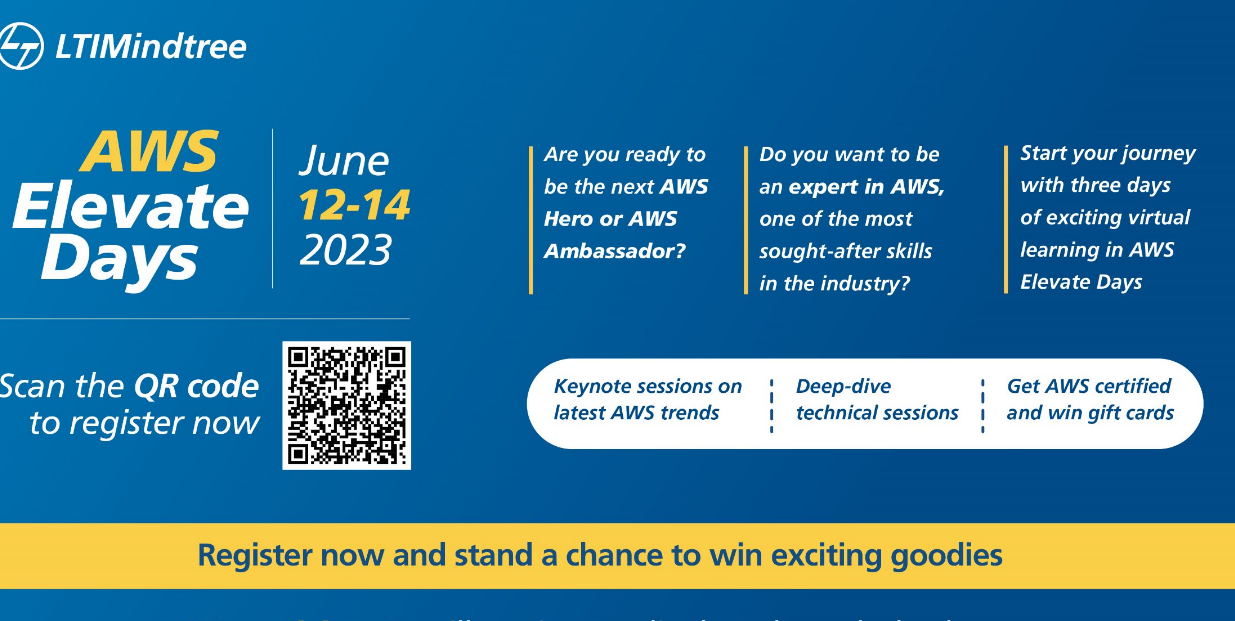 LTIMindtree
AWS
Elevate
Days
June
12-14
2023
Scan the QR code
to register now
Are you ready to
be the next AWS
Hero or AWS
Ambassador?
Do you want to be
an expert in AWS,
one of the most
sought-after skills
in the industry?
Start your journey
with three days
of exciting virtual
learning in AWS
Elevate Days
Keynote sessions on
latest AWS trends
Deep-dive
technical sessions
Get AWS certified
and win gift cards
Register now and stand a chance to win exciting goodies